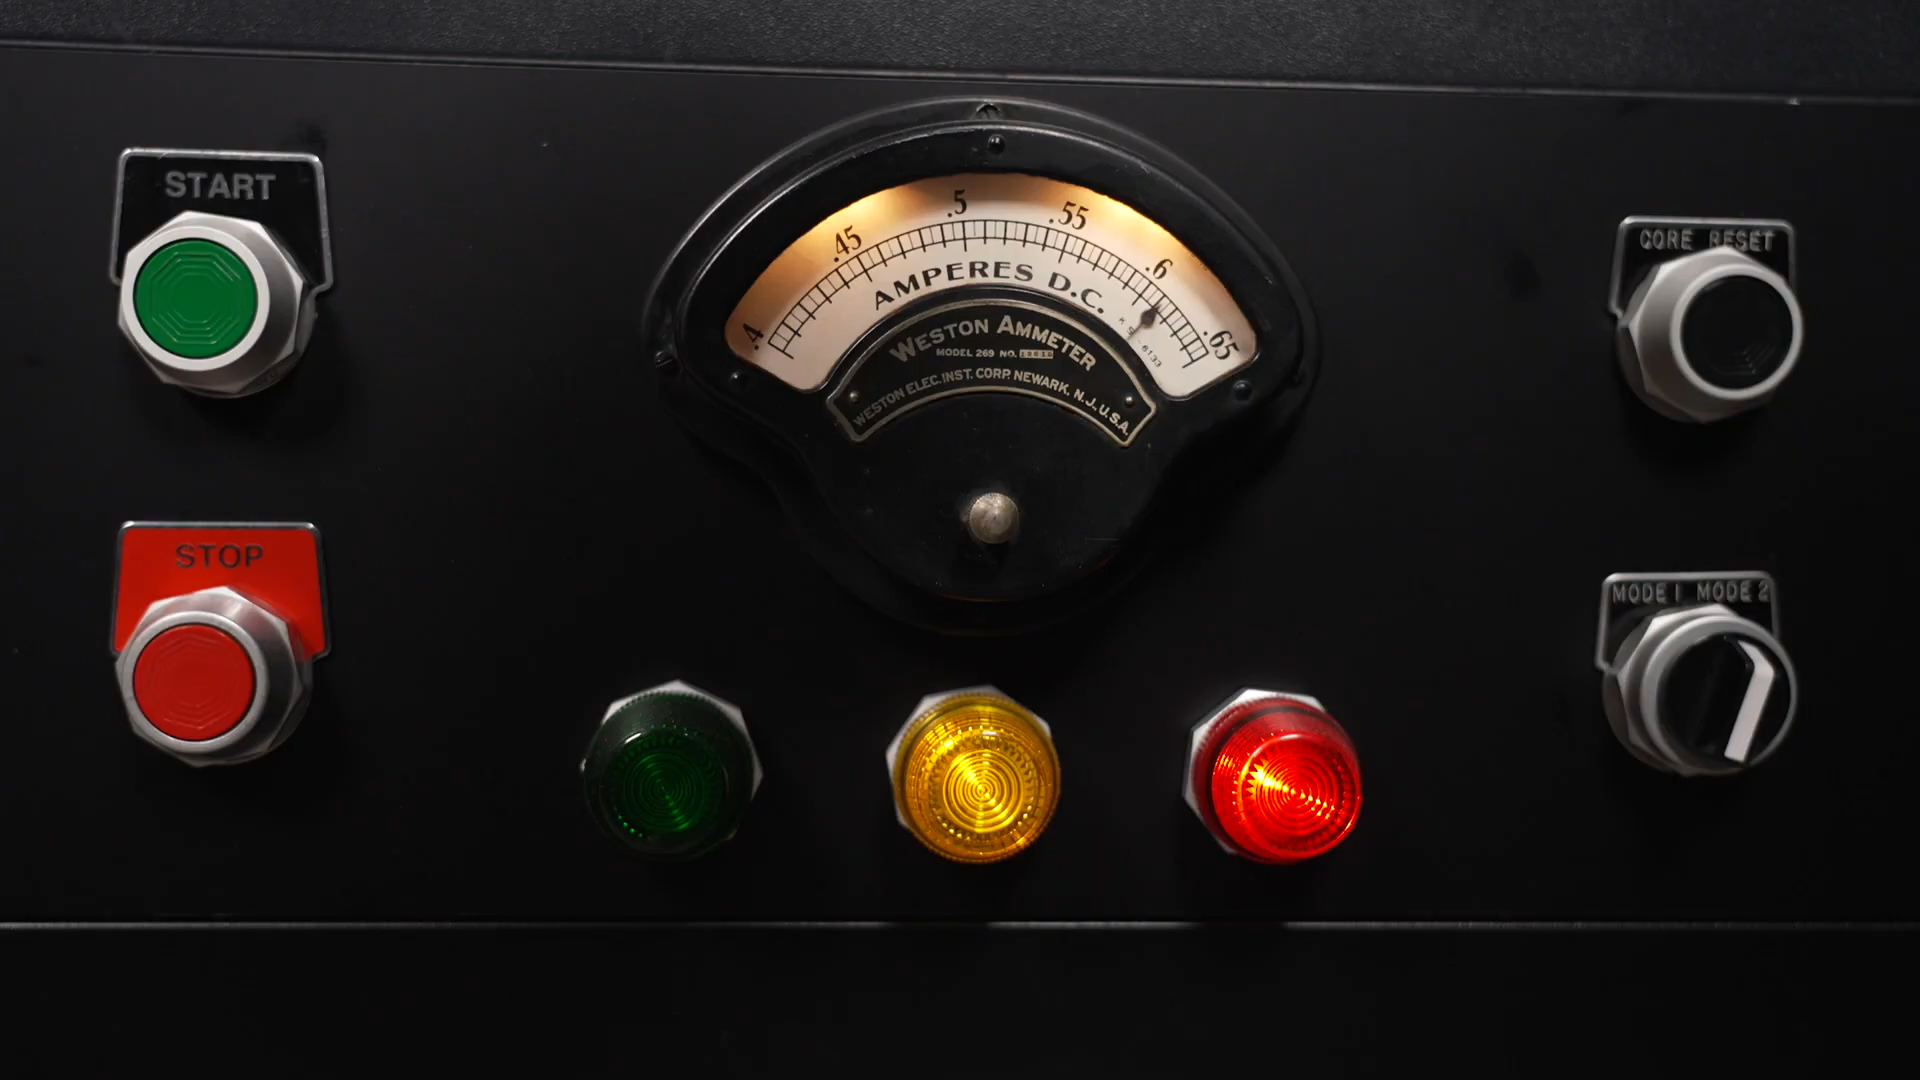 START
.4 .45 .5 .55 .6 .65
AMPERES D.C.
WESTON AMMETER
MODEL 269 NO.
WESTON ELEC. INST. CORP. NEWARK, N.J., U.S.A.
CORE RESET
STOP
MODE 1 MODE 2